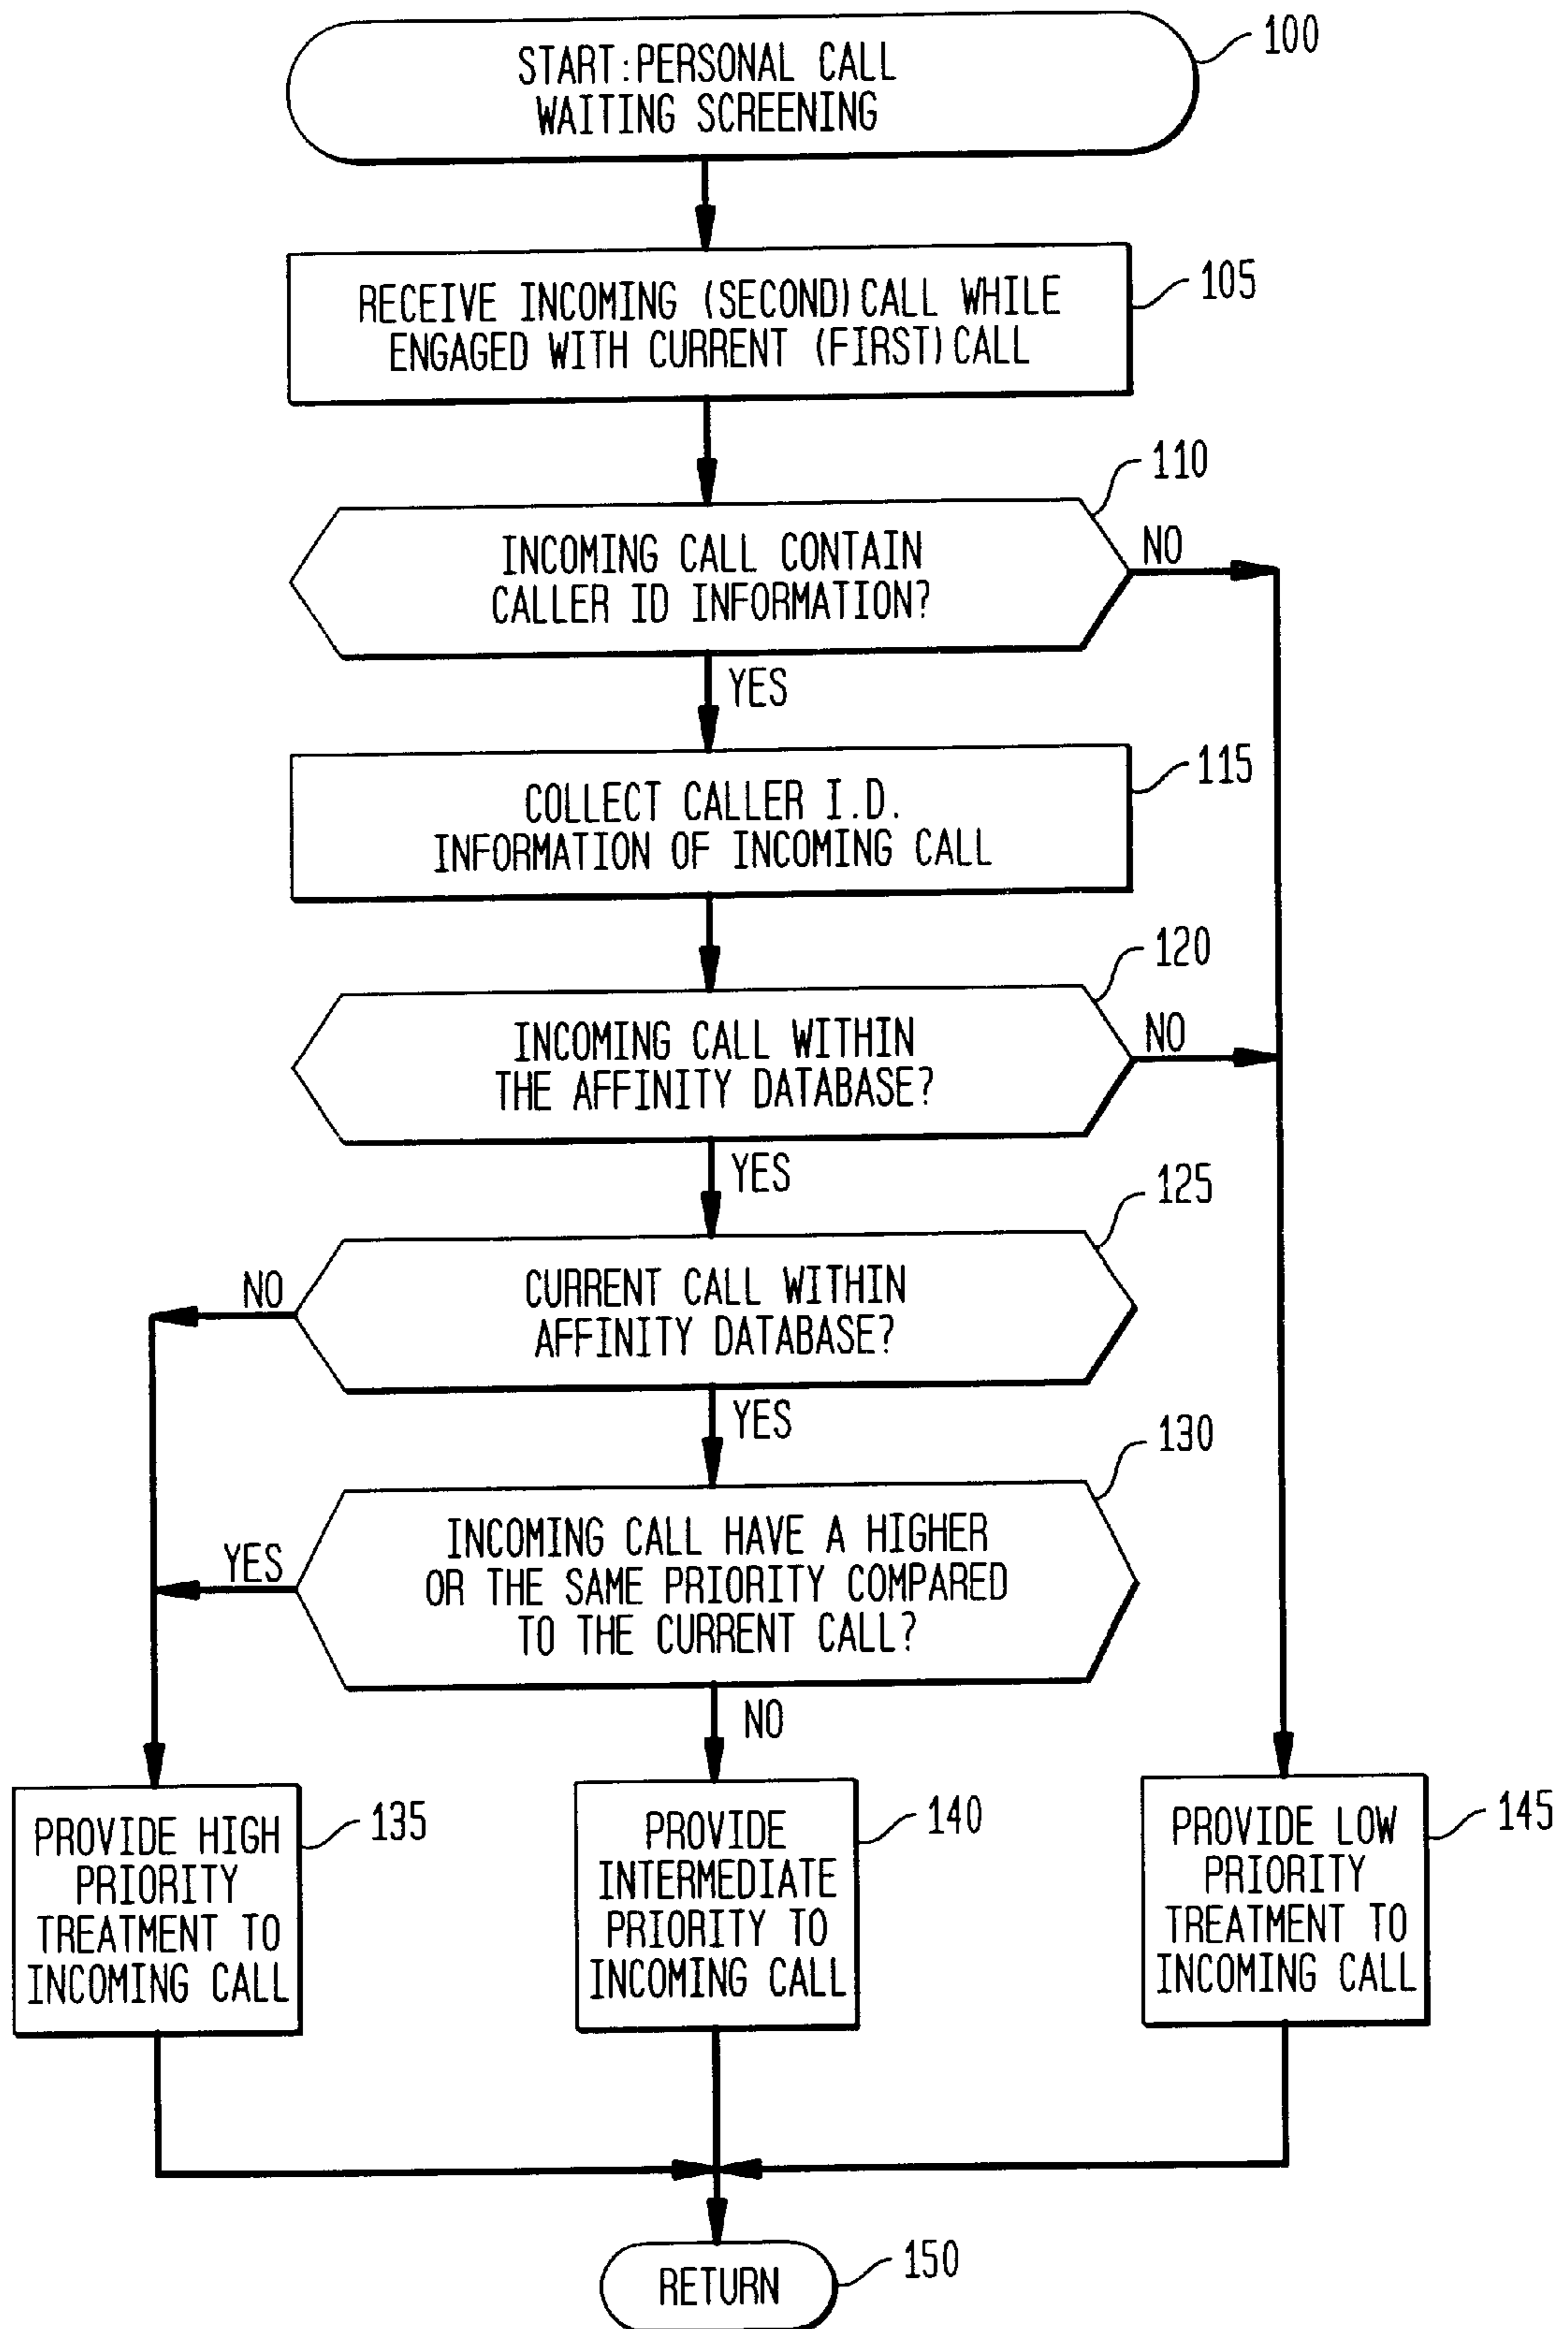 START:PERSONAL CALL
WAITING SCREENING
100
RECEIVE INCOMING (SECOND) CALL WHILE
ENGAGED WITH CURRENT (FIRST) CALL
105
INCOMING CALL CONTAIN
CALLER ID INFORMATION?
110
NO
YES
COLLECT CALLER I.D.
INFORMATION OF INCOMING CALL
115
INCOMING CALL WITHIN
THE AFFINITY DATABASE?
120
NO
YES
CURRENT CALL WITHIN
AFFINITY DATABASE?
125
NO
YES
INCOMING CALL HAVE A HIGHER
OR THE SAME PRIORITY COMPARED
TO THE CURRENT CALL?
130
YES
NO
PROVIDE HIGH
PRIORITY
TREATMENT TO
INCOMING CALL
135
PROVIDE
INTERMEDIATE
PRIORITY TO
INCOMING CALL
140
PROVIDE LOW
PRIORITY
TREATMENT TO
INCOMING CALL
145
RETURN
150